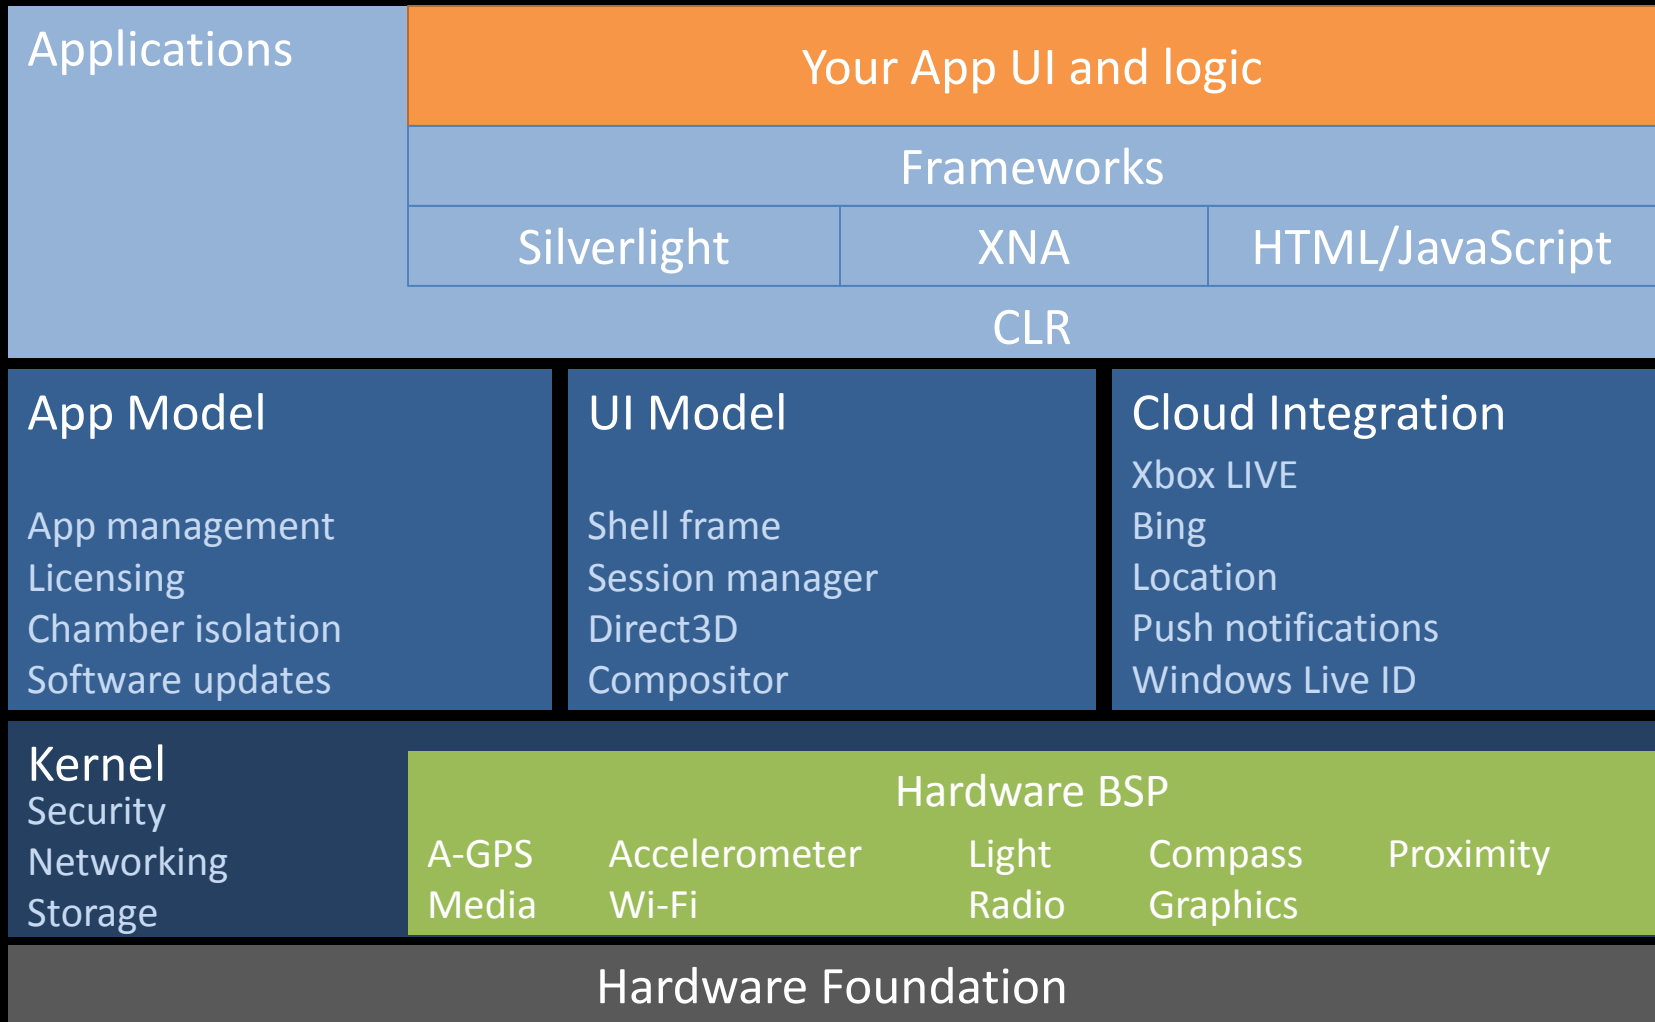 Applications
Your App UI and logic
Frameworks
Silverlight
XNA
HTML/JavaScript
CLR
App Model
App management
Licensing
Chamber isolation
Software updates
UI Model
Shell frame
Session manager
Direct3D
Compositor
Cloud Integration
Xbox LIVE
Bing
Location
Push notifications
Windows Live ID
Kernel
Security
Networking
Storage
Hardware BSP
A-GPS Accelerometer Light Compass Proximity
Media Wi-Fi Radio Graphics
Hardware Foundation